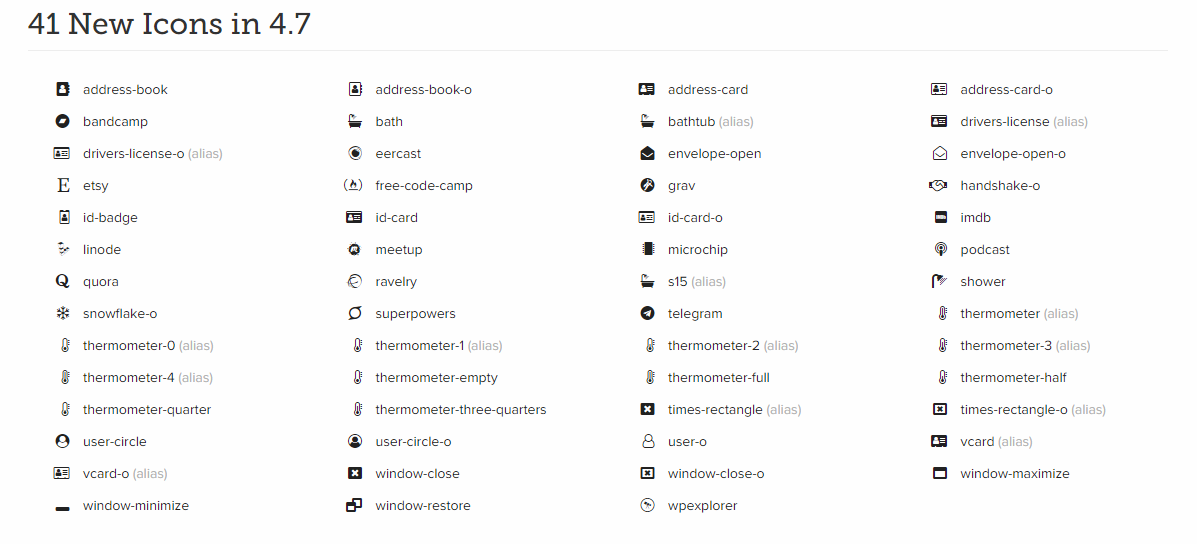 41 New Icons in 4.7
address-book address-book-o address-card address-card-o
bandcamp bath bathtub (alias) drivers-license (alias)
drivers-license-o (alias) eercast envelope-open envelope-open-o
etsy free-code-camp grav handshake-o
id-badge id-card id-card-o imdb
linode meetup microchip podcast
quora ravelry s15 (alias) shower
snowflake-o superpowers telegram thermometer (alias)
thermometer-0 (alias) thermometer-1 (alias) thermometer-2 (alias) thermometer-3 (alias)
thermometer-4 (alias) thermometer-empty thermometer-full thermometer-half
thermometer-quarter thermometer-three-quarters times-rectangle (alias) times-rectangle-o (alias)
user-circle user-circle-o user-o vcard (alias)
vcard-o (alias) window-close window-close-o window-maximize
window-minimize window-restore wpexplorer